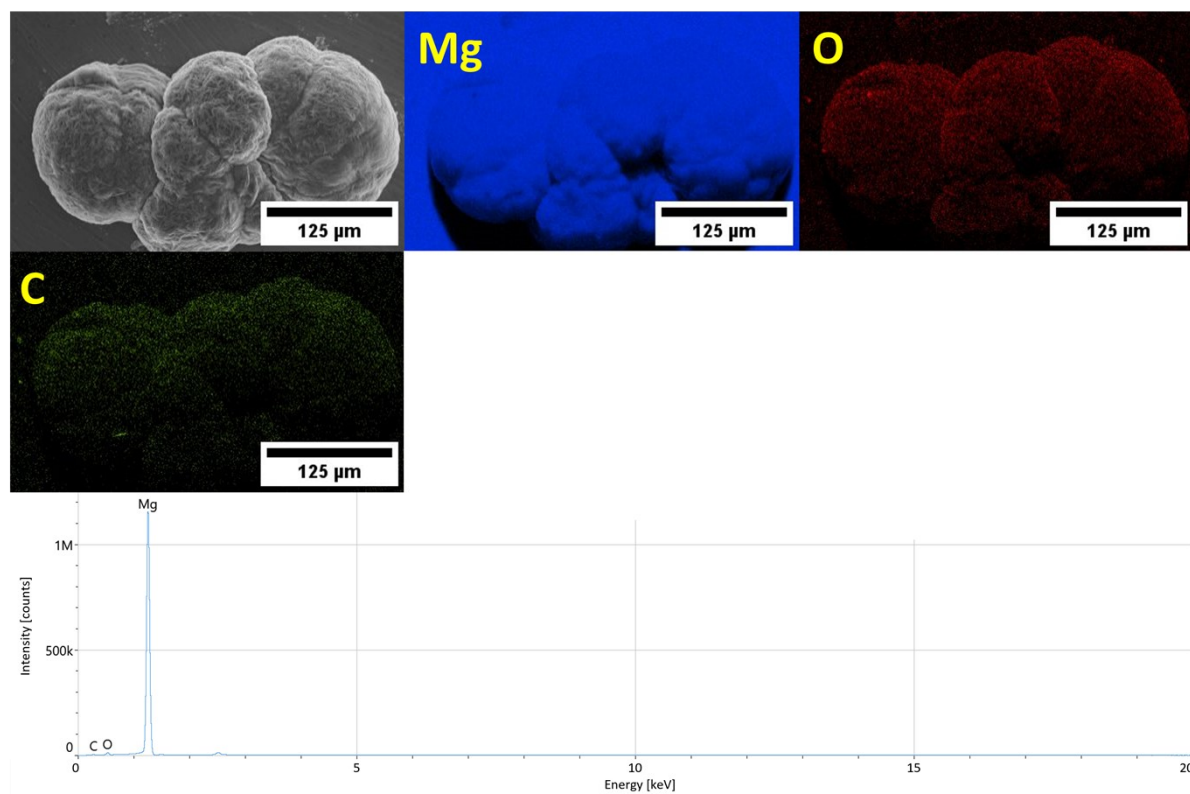 Mg
O
125 µm
125 µm
125 µm
C
125 µm
Mg
1M
500k
0
C O
0
5
10
15
20
Intensity [counts]
Energy [keV]